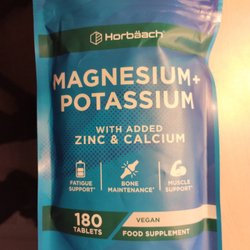 Horbäach®
MAGNESIUM+
POTASSIUM
WITH ADDED
ZINC & CALCIUM
FATIGUE
SUPPORT†
BONE
MAINTENANCE†
MUSCLE
SUPPORT†
180
TABLETS
VEGAN
FOOD SUPPLEMENT